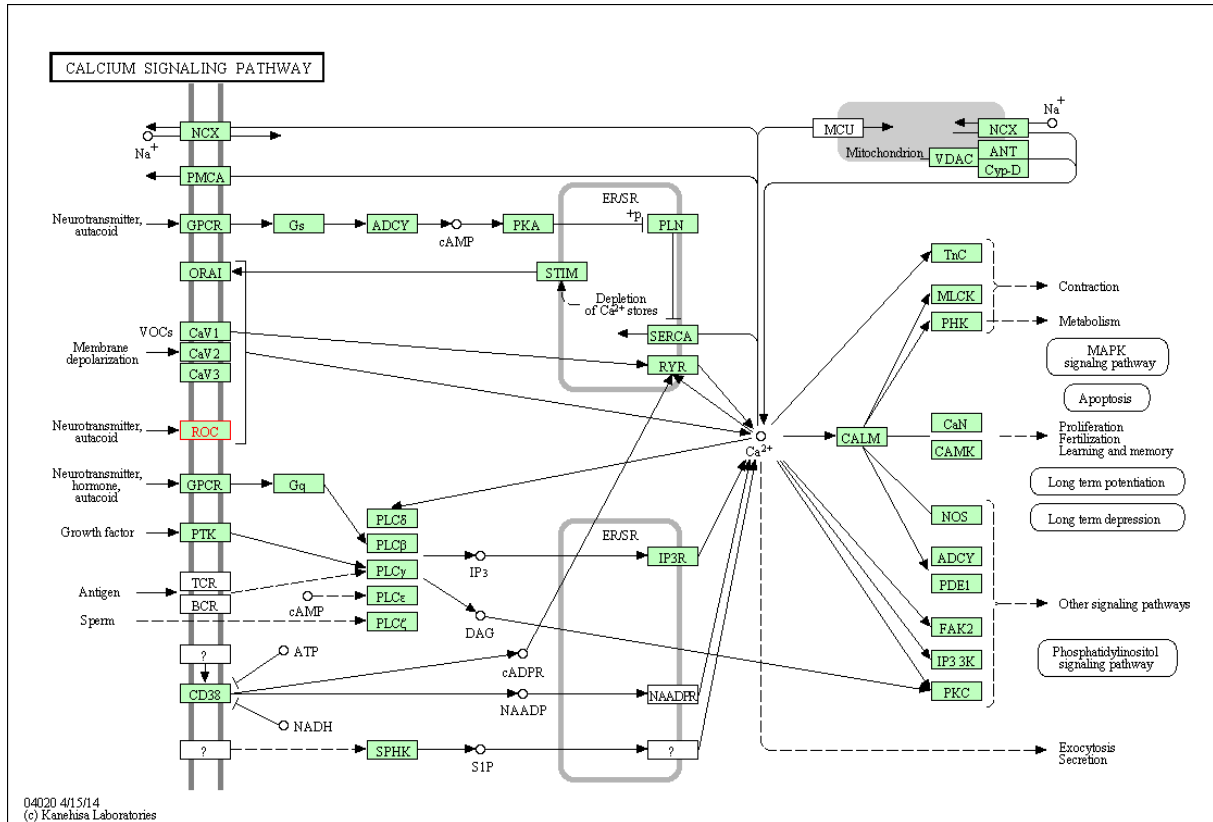 CALCIUM SIGNALING PATHWAY
NCX
Na+
PMCA
Neurotransmitter,
autacoid
GPCR
Gs
ADCY
cAMP
PKA
+p
ER/SR
PLN
MCU
Mitochondrion
NCX
Na+
VDAC
ANT
Cyp-D
ORAI
STIM
Depletion
of Ca2+ stores
SERCA
RYR
VOCs
Membrane
depolarization
CaV1
CaV2
CaV3
Neurotransmitter,
autacoid
ROC
Neurotransmitter,
hormone,
autacoid
GPCR
Gq
Growth factor
PTK
Antigen
TCR
BCR
Sperm
PLCδ
PLCβ
PLCγ
PLCε
PLCζ
cAMP
IP3
DAG
ER/SR
IP3R
?
ATP
CD38
NADH
cADPR
NAADP
NAADPR
?
SPHK
S1P
?
Ca2+
CALM
TnC
MLCK
PHK
CaN
CAMK
NOS
ADCY
PDE1
FAK2
IP3 3K
PKC
Contraction
Metabolism
MAPK
signaling pathway
Apoptosis
Proliferation
Fertilization
Learning and memory
Long term potentiation
Long term depression
Other signaling pathways
Phosphatidylinositol
signaling pathway
Exocytosis
Secretion
04020 4/15/14
(c) Kanehisa Laboratories